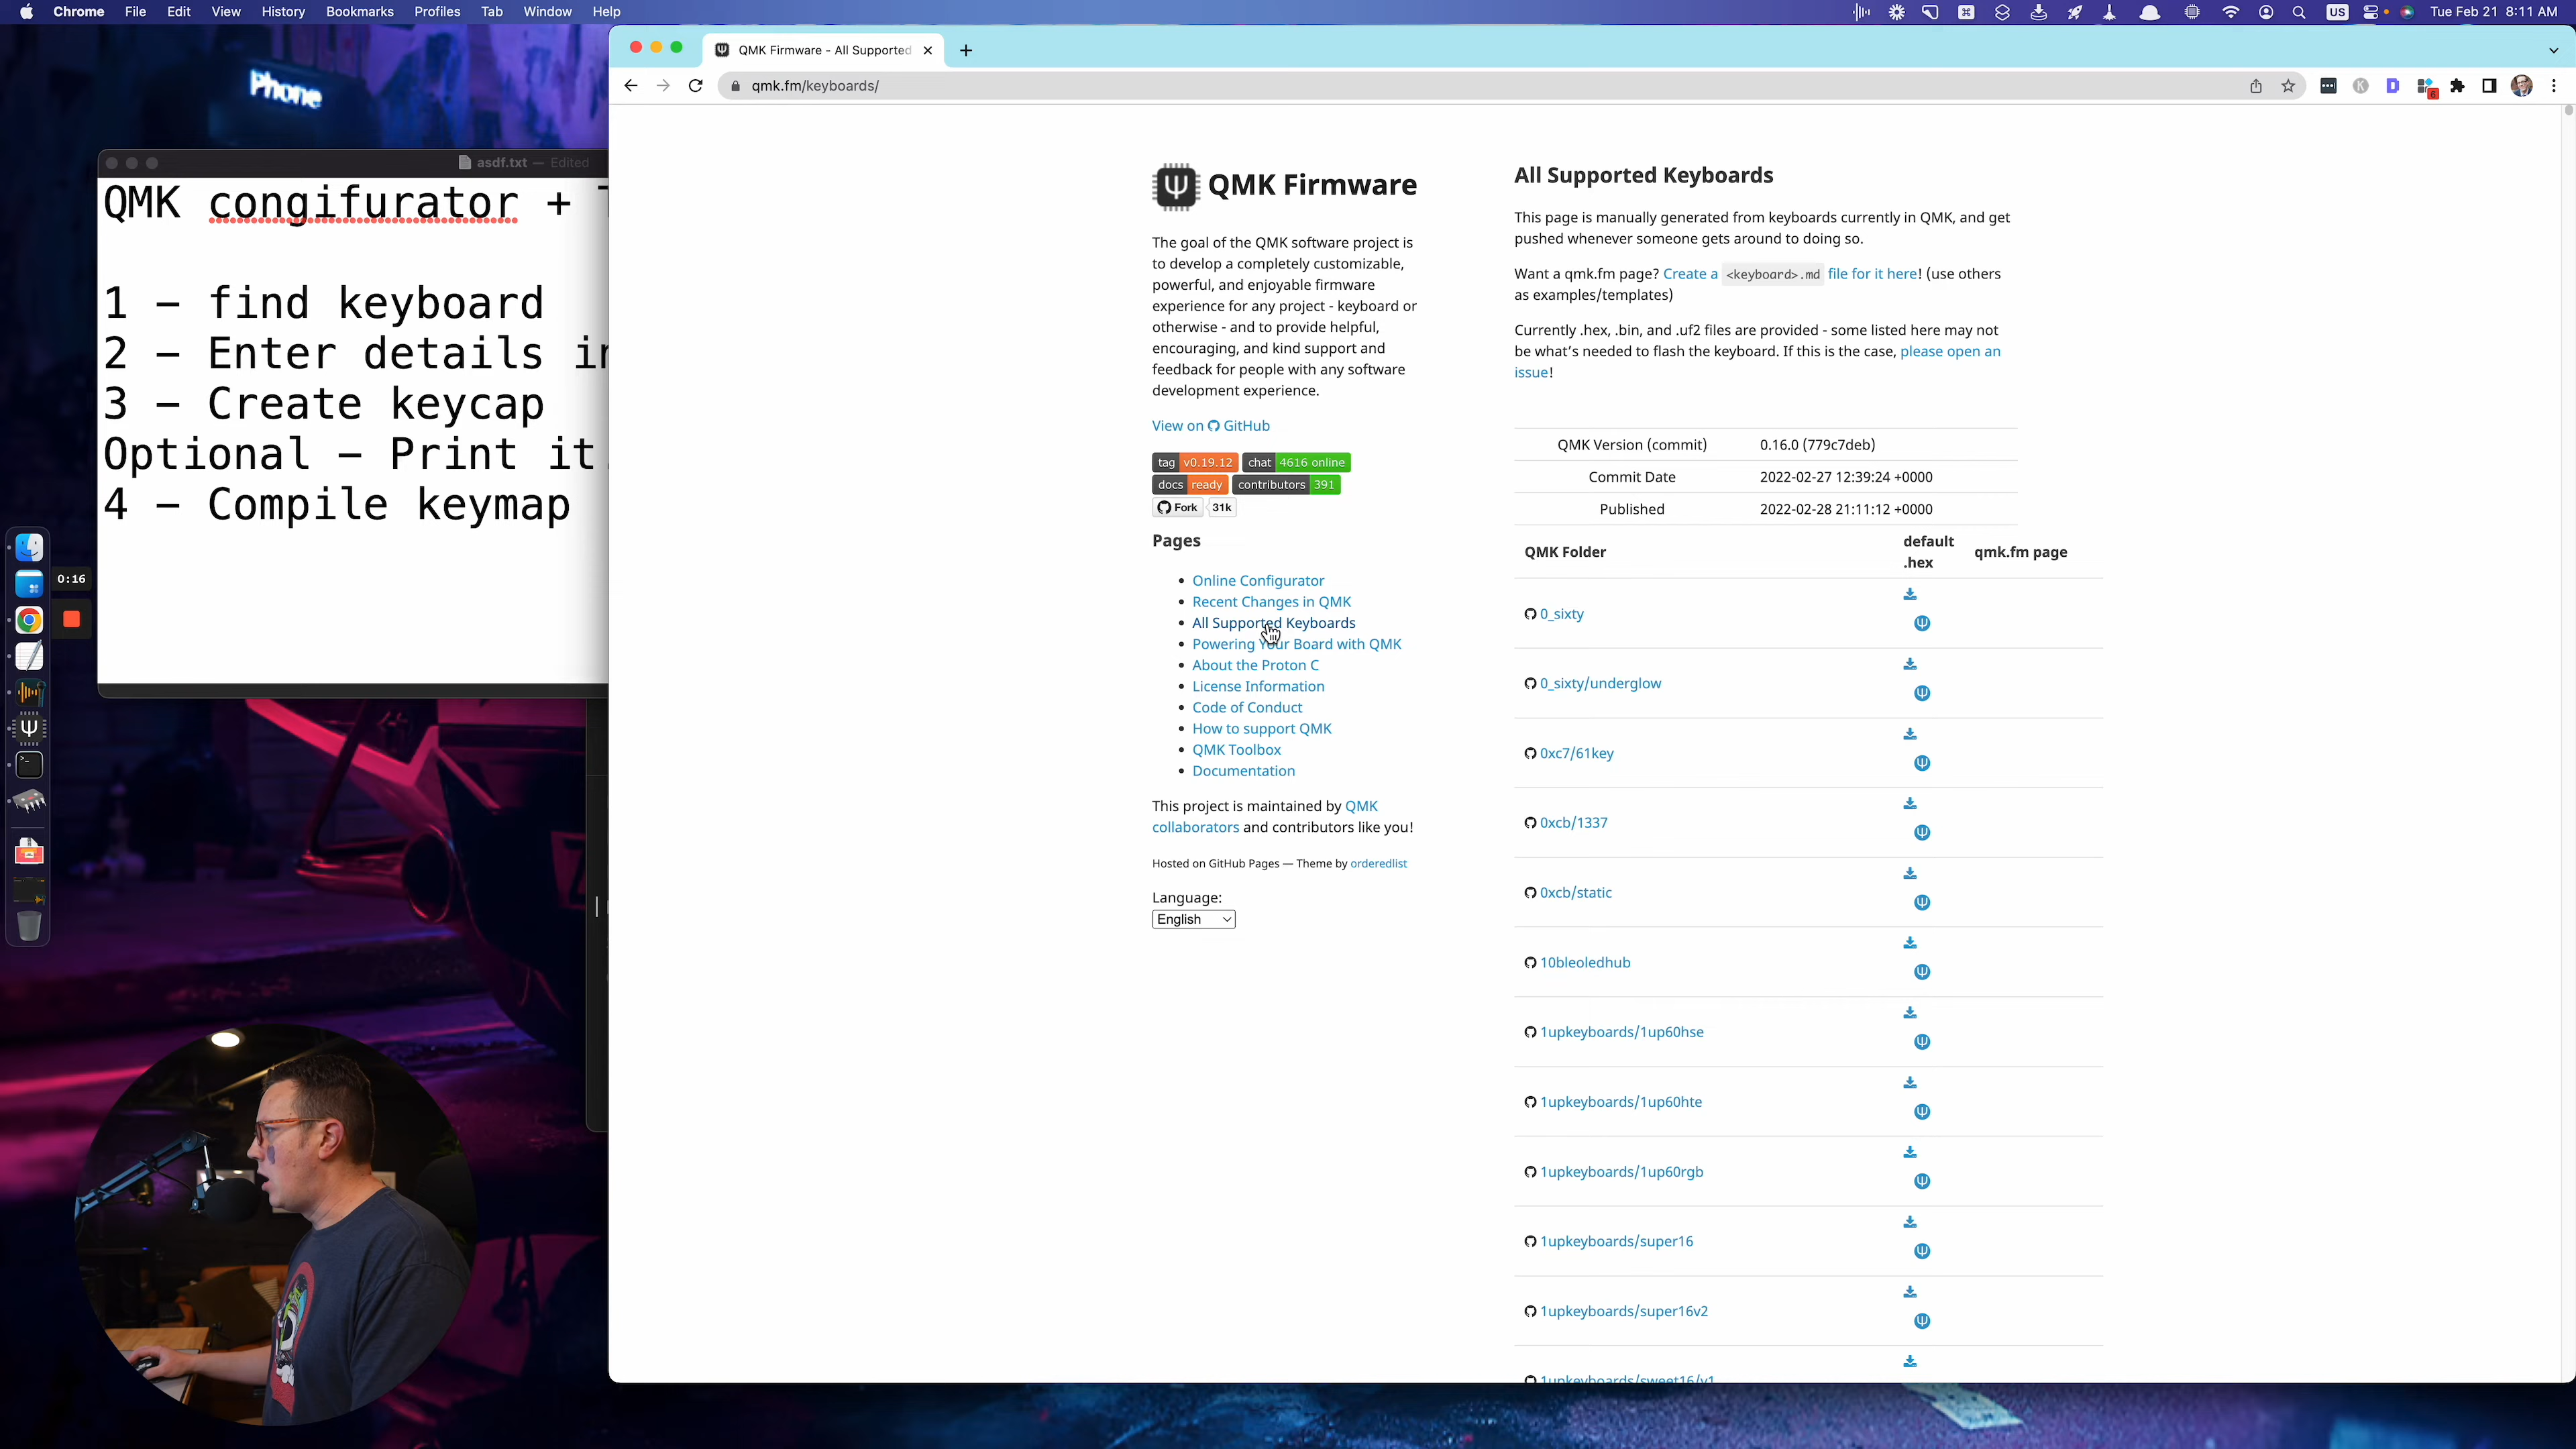 Chrome File Edit View History Bookmarks Profiles Tab Window Help
US Tue Feb 21 8:11 AM
Phone
asdf.txt — Edited
QMK congifurator +
1 – find keyboard
2 – Enter details
3 – Create keycap
Optional – Print it
4 – Compile keymap
0:16
QMK Firmware - All Supported
qmk.fm/keyboards/
6
QMK Firmware
The goal of the QMK software project is
to develop a completely customizable,
powerful, and enjoyable firmware
experience for any project - keyboard or
otherwise - and to provide helpful,
encouraging, and kind support and
feedback for people with any software
development experience.
View on GitHub
tag v0.19.12 chat 4616 online
docs ready contributors 391
Fork 31k
Pages
Online Configurator
Recent Changes in QMK
All Supported Keyboards
Powering Your Board with QMK
About the Proton C
License Information
Code of Conduct
How to support QMK
QMK Toolbox
Documentation
This project is maintained by QMK
collaborators and contributors like you!
Hosted on GitHub Pages — Theme by orderedlist
Language:
English
All Supported Keyboards
This page is manually generated from keyboards currently in QMK, and get
pushed whenever someone gets around to doing so.
Want a qmk.fm page? Create a <keyboard>.md file for it here! (use others
as examples/templates)
Currently .hex, .bin, and .uf2 files are provided - some listed here may not
be what's needed to flash the keyboard. If this is the case, please open an
issue!
QMK Version (commit) 0.16.0 (779c7deb)
Commit Date 2022-02-27 12:39:24 +0000
Published 2022-02-28 21:11:12 +0000
QMK Folder default .hex qmk.fm page
0_sixty
0_sixty/underglow
0xc7/61key
0xcb/1337
0xcb/static
10bleoledhub
1upkeyboards/1up60hse
1upkeyboards/1up60hte
1upkeyboards/1up60rgb
1upkeyboards/super16
1upkeyboards/super16v2
1upkeyboards/sweet16/v1